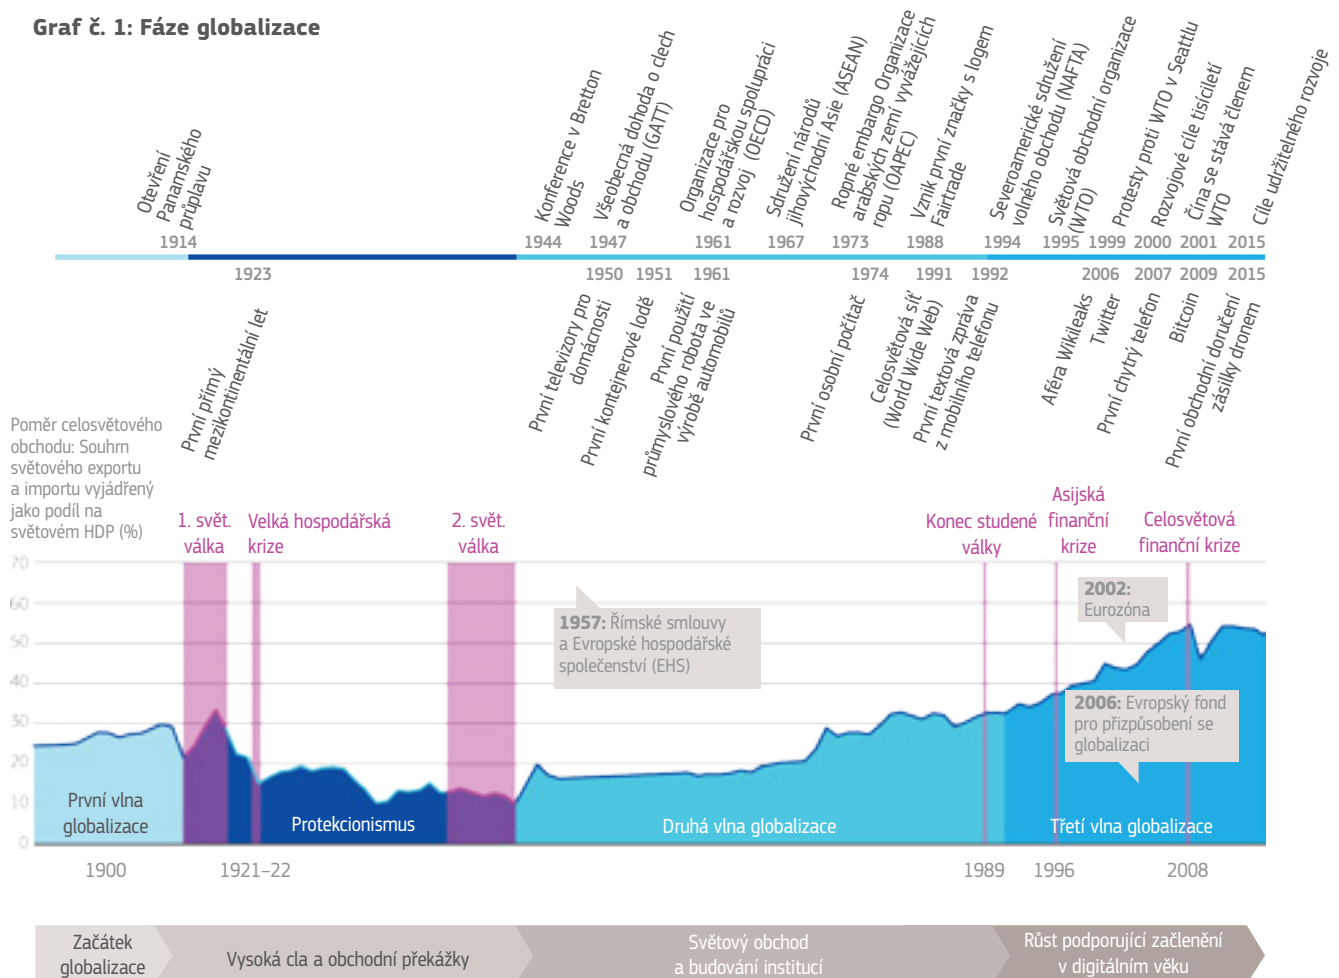 Graf č. 1: Fáze globalizace
Otevření
Panamského
průplavu
Konference v Bretton
Woods
Všeobecná dohoda o clech
a obchodu (GATT)
Organizace pro
hospodářskou spolupráci
a rozvoj (OECD)
Sdružení národů
jihovýchodní Asie (ASEAN)
Ropné embargo Organizace
arabských zemí vyvážejících
ropu (OAPEC)
Vznik první značky s logem
Fairtrade
Severoamerické sdružení
volného obchodu (NAFTA)
Světová obchodní organizace
(WTO)
Protesty proti WTO v Seattlu
Rozvojové cíle tisíciletí
Čína se stává členem
WTO
Cíle udržitelného rozvoje
1914 1944 1947 1961 1967 1973 1988 1994 1995 1999 2000 2001 2015
1923 1950 1951 1961 1974 1991 1992 2006 2007 2009 2015
První přímý
mezikontinentální let
První televizory pro
domácnosti
První kontejnerové lodě
První použití
průmyslového robota ve
výrobě automobilů
První osobní počítač
Celosvětová síť
(World Wide Web)
První textová zpráva
z mobilního telefonu
Aféra Wikileaks
Twitter
První chytrý telefon
Bitcoin
První obchodní doručení
zásilky dronem
Poměr celosvětového
obchodu: Souhrn
světového exportu
a importu vyjádřený
jako podíl na
světovém HDP (%)
1. svět.
válka
Velká hospodářská
krize
2. svět.
válka
Konec studené
války
Asijská
finanční
krize
Celosvětová
finanční krize
70
60
50
40
30
20
10
0
1957: Římské smlouvy
a Evropské hospodářské
společenství (EHS)
2002:
Eurozóna
2006: Evropský fond
pro přizpůsobení se
globalizaci
První vlna
globalizace
Protekcionismus
Druhá vlna globalizace
Třetí vlna globalizace
1900 1921–22 1989 1996 2008
Začátek
globalizace
Vysoká cla a obchodní překážky
Světový obchod
a budování institucí
Růst podporující začlenění
v digitálním věku